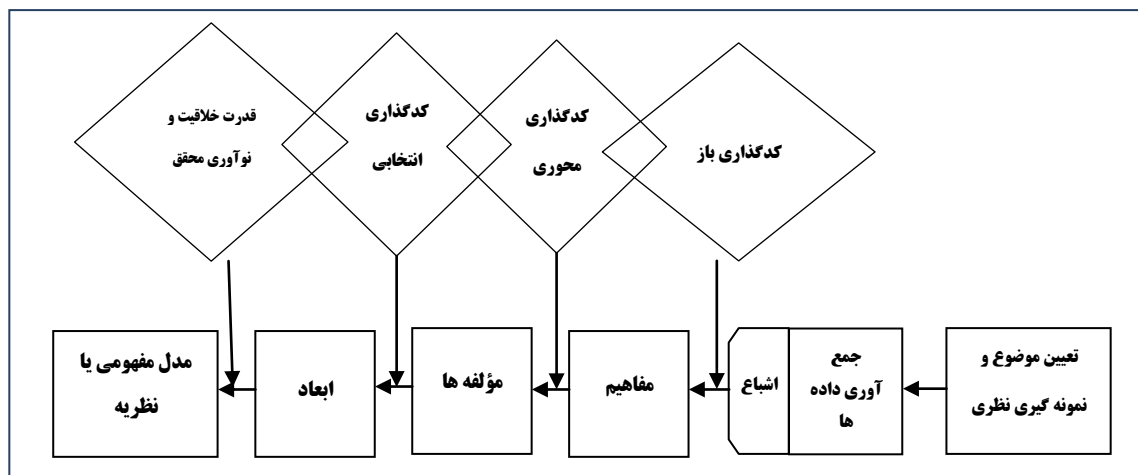 کدگذاری باز
کدگذاری
محوری
کدگذاری
انتخابی
قدرت خلاقیت و
نوآوری محقق
تعیین موضوع و
نمونه گیری نظری
جمع
آوری داده
ها
اشباع
مفاهیم
مؤلفه ها
ابعاد
مدل مفهومی یا
نظریه